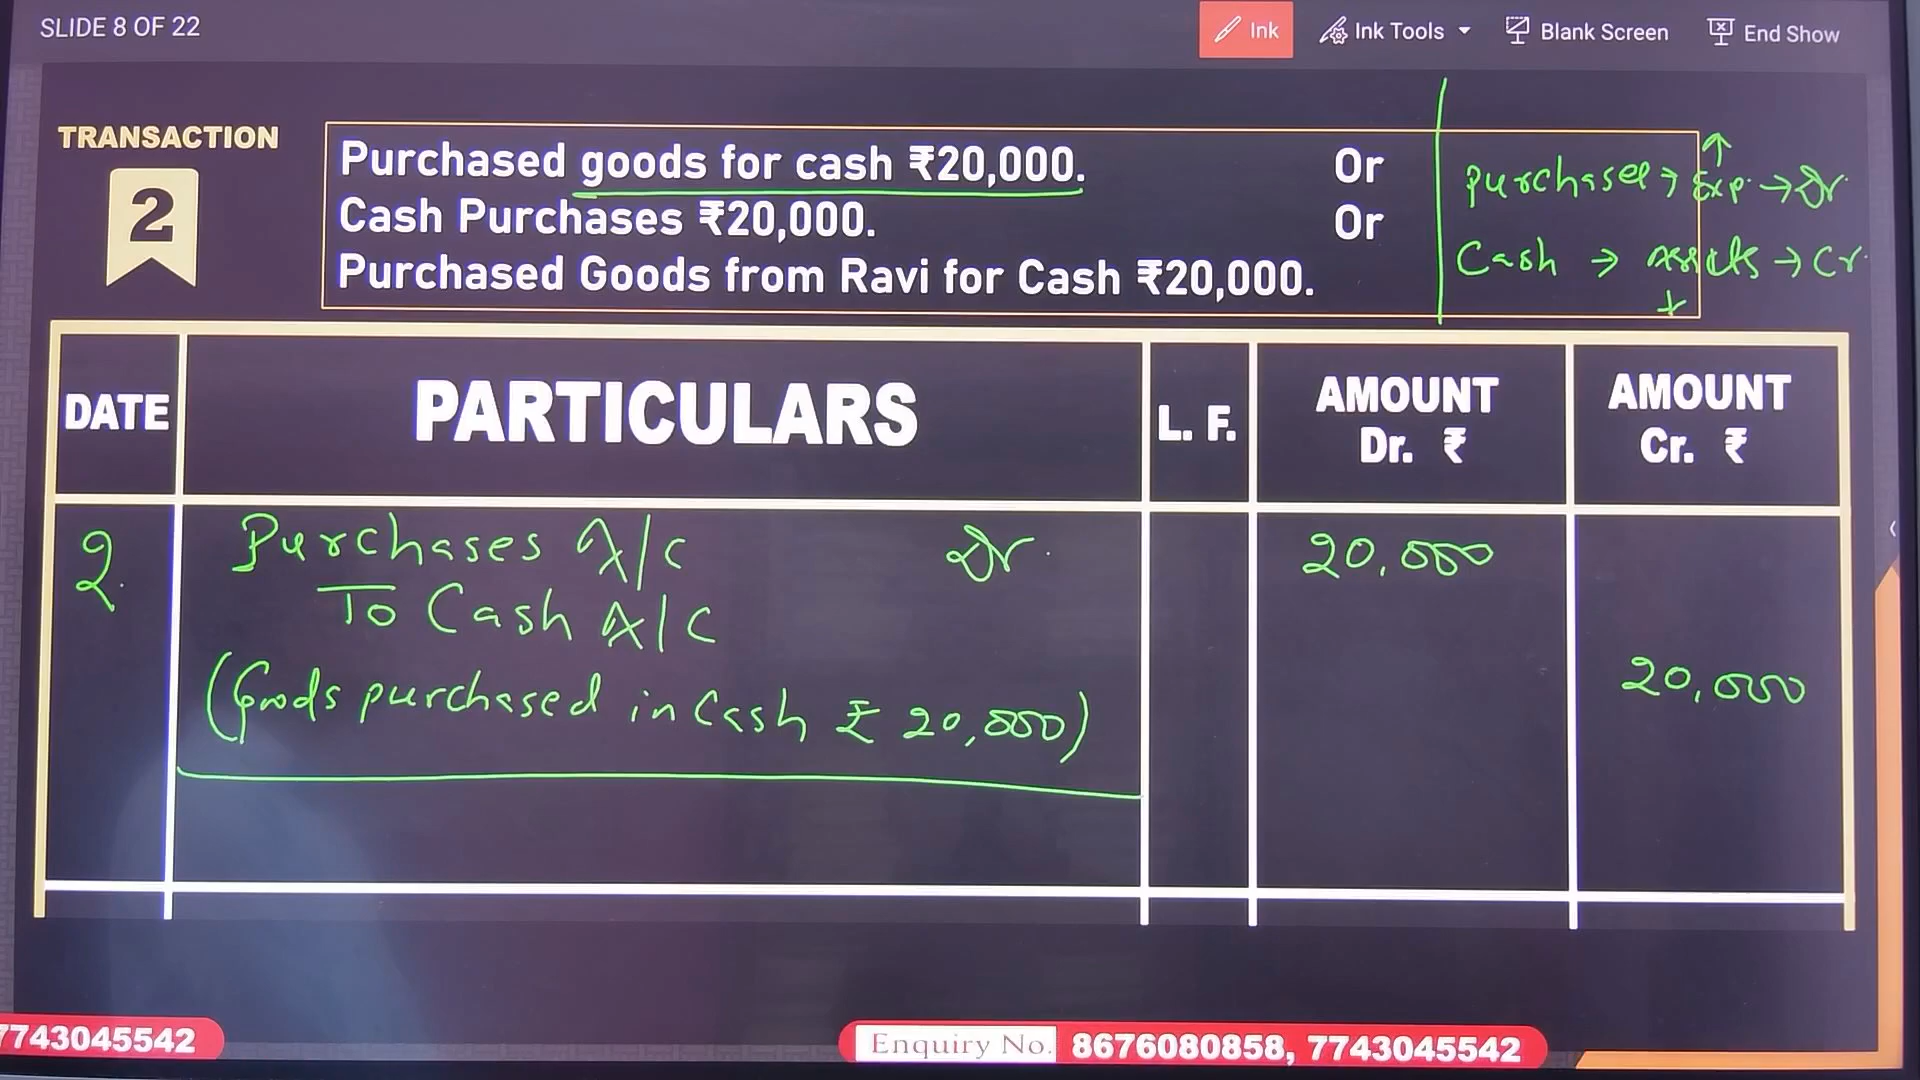 SLIDE 8 OF 22
Ink Ink Tools Blank Screen End Show
TRANSACTION
2
Purchased goods for cash ₹20,000. Or
Cash Purchases ₹20,000. Or
Purchased Goods from Ravi for Cash ₹20,000.
Purchases → Exp. → Dr.
Cash → Assets → Cr.
DATE PARTICULARS L. F. AMOUNT Dr. ₹ AMOUNT Cr. ₹
2. Purchases A/C Dr. 20,000
To Cash A/C
20,000
(Goods purchased in Cash ₹ 20,000)
7743045542
Enquiry No. 8676080858, 7743045542